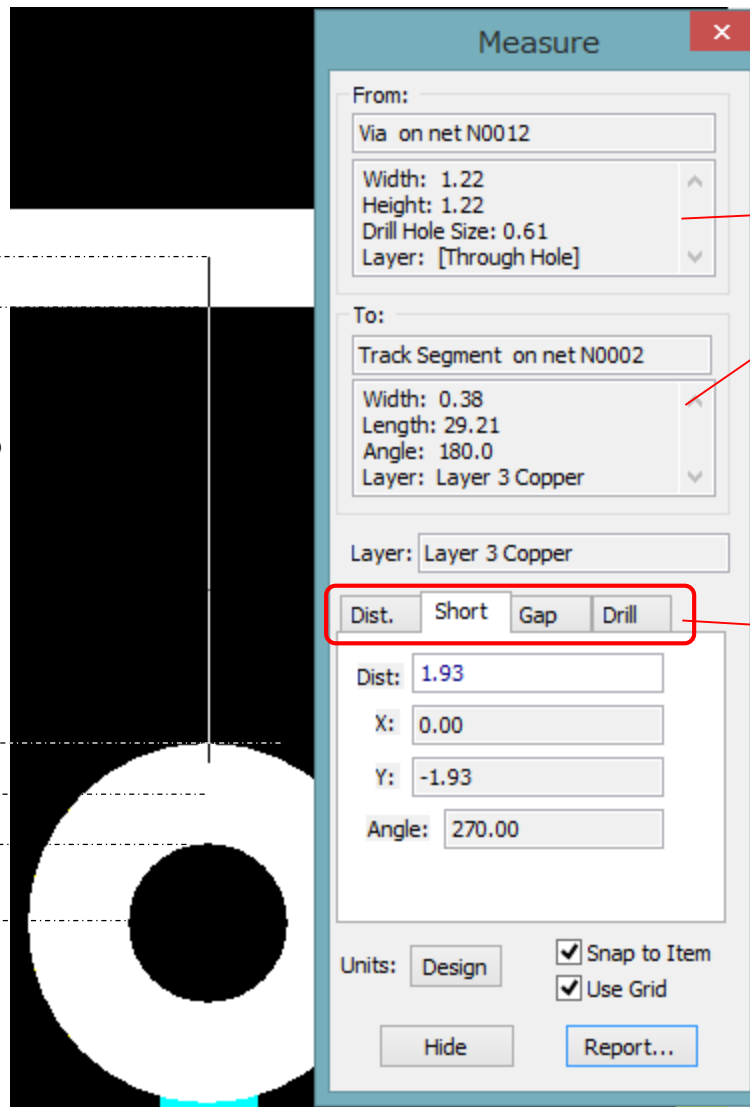 Measure
From:
Via on net N0012
Width: 1.22
Height: 1.22
Drill Hole Size: 0.61
Layer: [Through Hole]
To:
Track Segment on net N0002
Width: 0.38
Length: 29.21
Angle: 180.0
Layer: Layer 3 Copper
Layer: Layer 3 Copper
Dist. Short Gap Drill
Dist: 1.93
X: 0.00
Y: -1.93
Angle: 270.00
Units: Design
Snap to Item
Use Grid
Hide Report...